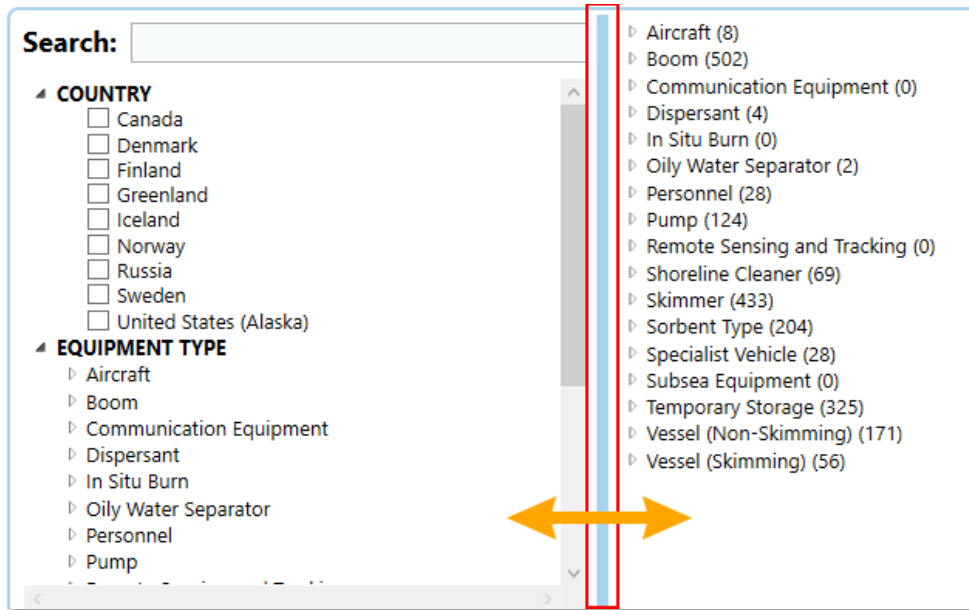 Search:
COUNTRY
Canada
Denmark
Finland
Greenland
Iceland
Norway
Russia
Sweden
United States (Alaska)
EQUIPMENT TYPE
Aircraft
Boom
Communication Equipment
Dispersant
In Situ Burn
Oily Water Separator
Personnel
Pump
Aircraft (8)
Boom (502)
Communication Equipment (0)
Dispersant (4)
In Situ Burn (0)
Oily Water Separator (2)
Personnel (28)
Pump (124)
Remote Sensing and Tracking (0)
Shoreline Cleaner (69)
Skimmer (433)
Sorbent Type (204)
Specialist Vehicle (28)
Subsea Equipment (0)
Temporary Storage (325)
Vessel (Non-Skimming) (171)
Vessel (Skimming) (56)